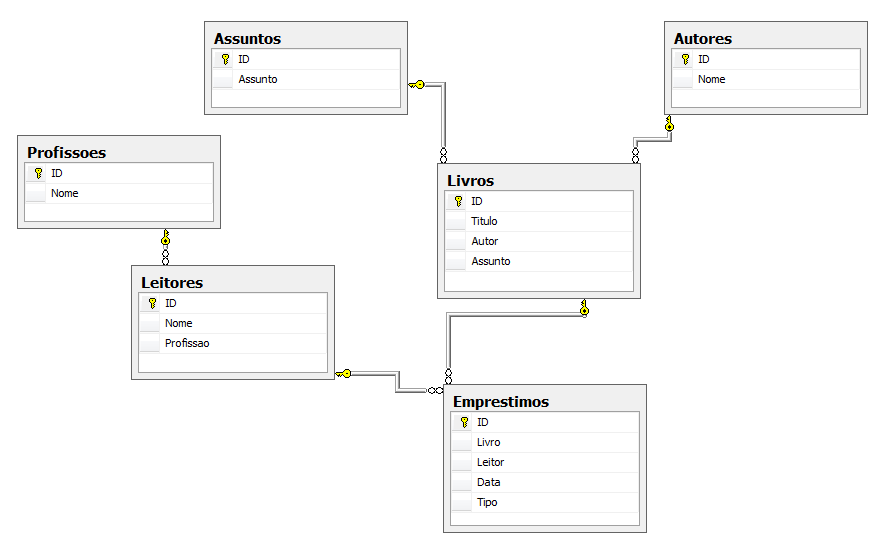 Assuntos
ID
Assunto
Autores
ID
Nome
Profissoes
ID
Nome
Livros
ID
Titulo
Autor
Assunto
Leitores
ID
Nome
Profissao
Emprestimos
ID
Livro
Leitor
Data
Tipo